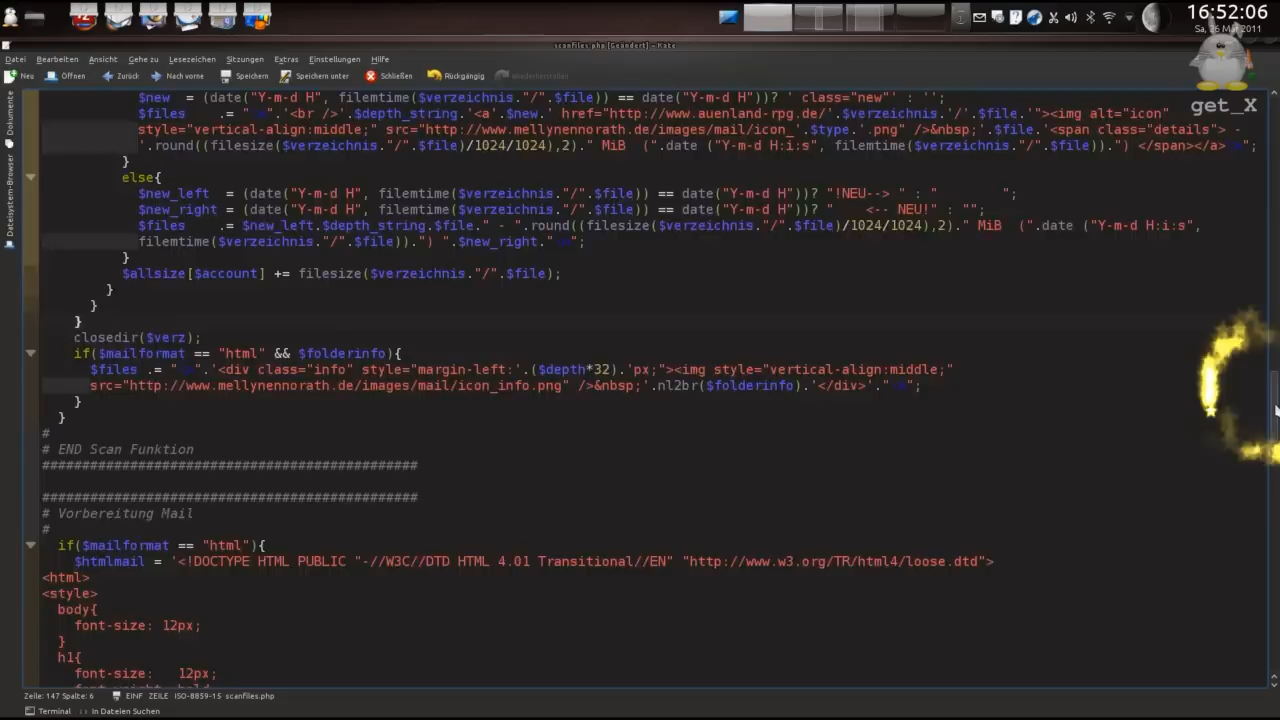 16:52:06
Sa, 26 Mär 2011
scanfiles.php [Geändert] – Kate
Datei Bearbeiten Ansicht Gehe zu Lesezeichen Sitzungen Extras Einstellungen Hilfe
Neu Öffnen Zurück Nach vorne Speichern Speichern unter Schließen Rückgängig Wiederherstellen
get_X
Dokumente
Dateisystem-Browser
$new = (date("Y-m-d H", filemtime($verzeichnis."/".$file)) == date("Y-m-d H"))? ' class="new"' : '';
$files .= "\n".'<br />'.$depth_string.'<a'.$new.' href="http://www.auenland-rpg.de/'.$verzeichnis.'/'.$file.'"><img alt="icon"
style="vertical-align:middle;" src="http://www.mellynennorath.de/images/mail/icon_'.$type.'.png" />&nbsp;'.$file.'<span class="details"> -
'.round((filesize($verzeichnis."/".$file)/1024/1024),2)." MiB (".date ("Y-m-d H:i:s", filemtime($verzeichnis."/".$file)).") </span></a>\n";
}
else{
$new_left = (date("Y-m-d H", filemtime($verzeichnis."/".$file)) == date("Y-m-d H"))? "!NEU--> " : "        ";
$new_right = (date("Y-m-d H", filemtime($verzeichnis."/".$file)) == date("Y-m-d H"))? "    <-- NEU!" : "";
$files .= $new_left.$depth_string.$file." - ".round((filesize($verzeichnis."/".$file)/1024/1024),2)." MiB (".date ("Y-m-d H:i:s",
filemtime($verzeichnis."/".$file)).") ".$new_right."\n";
}
$allsize[$account] += filesize($verzeichnis."/".$file);
}
}
}
closedir($verz);
if($mailformat == "html" && $folderinfo){
$files .= "\n".'<div class="info" style="margin-left:'.($depth*32).'px;"><img style="vertical-align:middle;"
src="http://www.mellynennorath.de/images/mail/icon_info.png" />&nbsp;'.nl2br($folderinfo).'</div>'."\n";
}
}
#
# END Scan Funktion
###############################################
###############################################
# Vorbereitung Mail
#
if($mailformat == "html"){
$htmlmail = '<!DOCTYPE HTML PUBLIC "-//W3C//DTD HTML 4.01 Transitional//EN" "http://www.w3.org/TR/html4/loose.dtd">
<html>
<style>
body{
font-size: 12px;
}
h1{
font-size: 12px;
Zeile: 147 Spalte: 6 EINF ZEILE ISO-8859-15 scanfiles.php
Terminal In Dateien Suchen